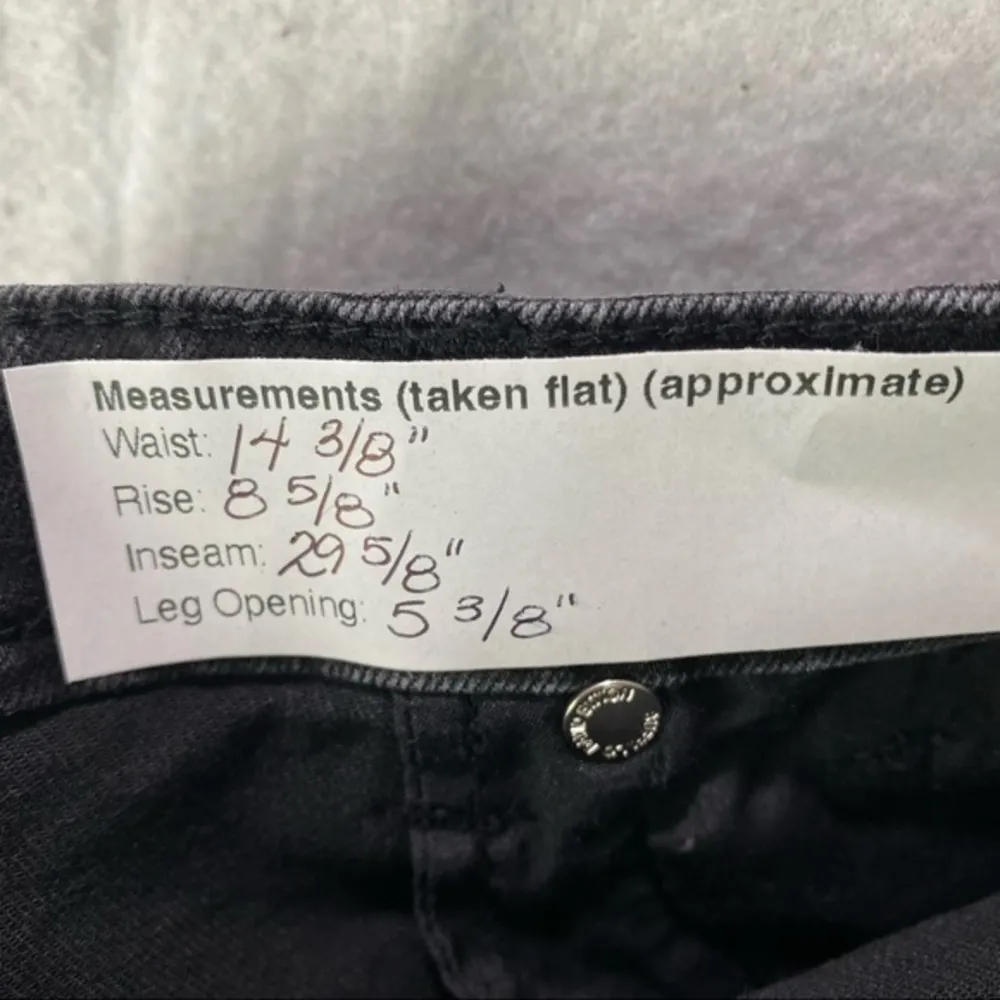 Measurements (taken flat) (approximate)
Waist: 14 3/8"
Rise: 8 5/8"
Inseam: 29 5/8"
Leg Opening: 5 3/8"